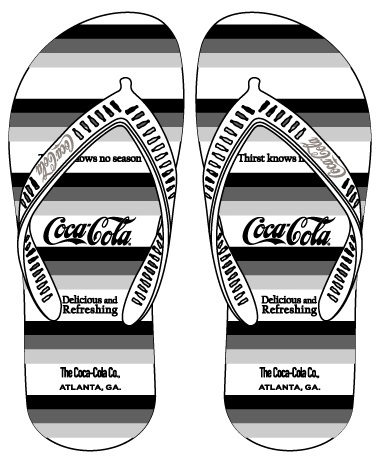 Coca-Cola
lows no season
Coca-Cola
Delicious and
Refreshing
The Coca-Cola Co.,
ATLANTA, GA.
Coca-Cola
Thirst knows
Coca-Cola
Delicious and
Refreshing
The Coca-Cola Co.,
ATLANTA, GA.